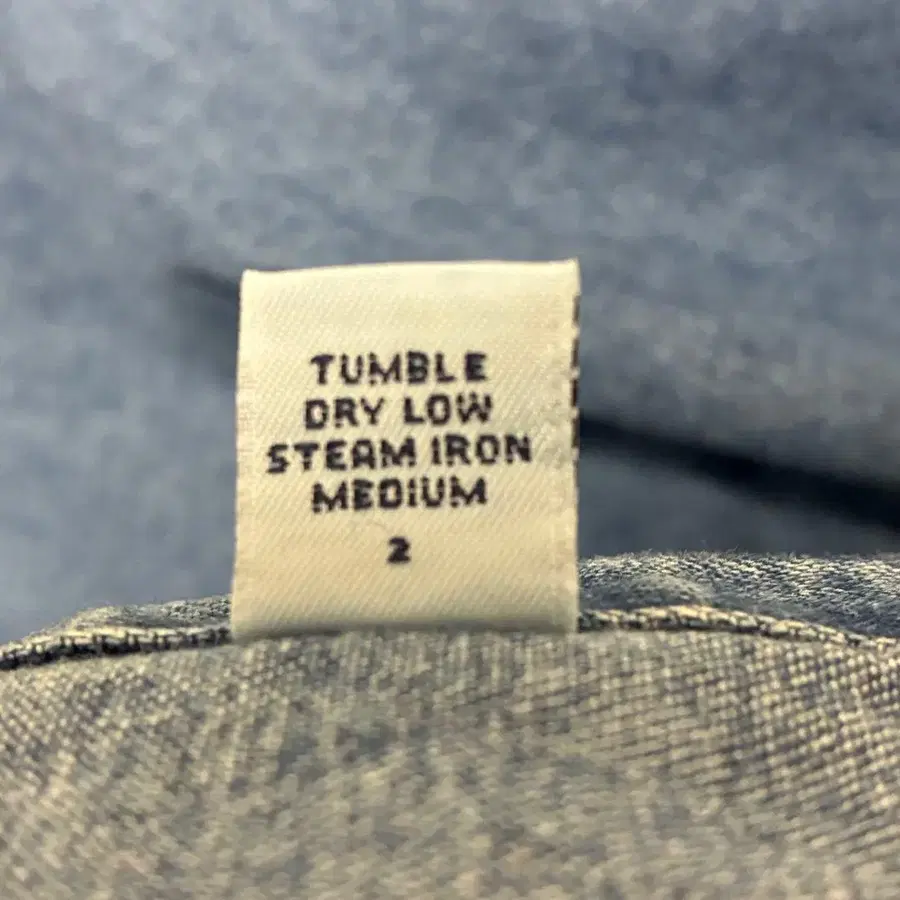 TUMBLE
DRY LOW
STEAM IRON
MEDIUM
2